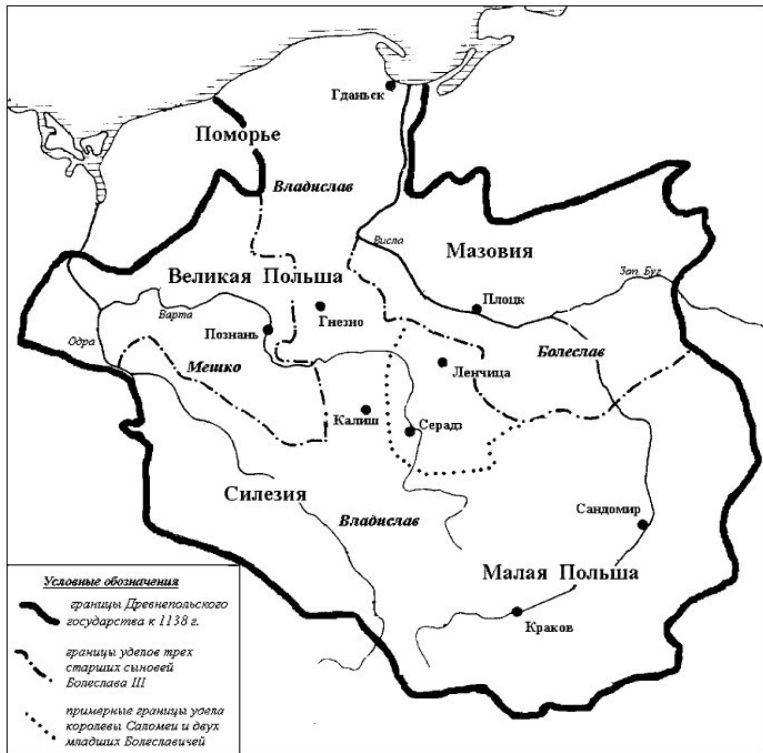 Гданьск
Поморье
Владислав
Висла
Мазовия
Зап. Буг
Великая Польша
Плоцк
Варта
Гнезно
Одра
Познань
Болеслав
Мешко
Ленчица
Калиш
Серадз
Силезия
Владислав
Сандомир
Малая Польша
Краков
Условные обозначения
границы Древнепольского
государства к 1138 г.
границы уделов трех
старших сыновей
Болеслава III
примерные границы удела
королевы Саломеи и двух
младших Болеславичей